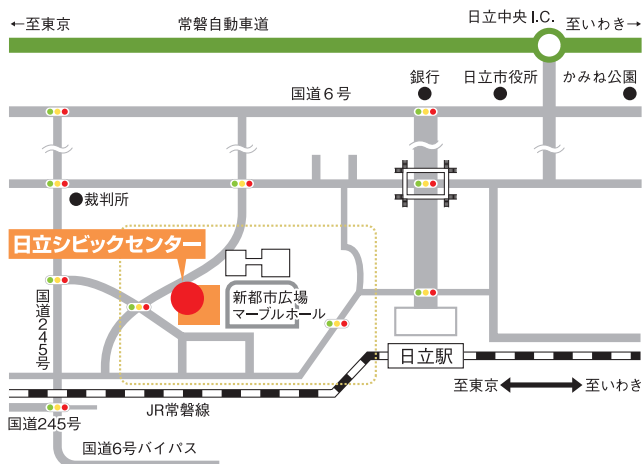 ←至東京
常磐自動車道
日立中央 I.C.
至いわき→
国道6号
銀行
日立市役所
かみね公園
裁判所
日立シビックセンター
新都市広場
マーブルホール
国道245号
日立駅
至東京
至いわき
JR常磐線
国道245号
国道6号バイパス